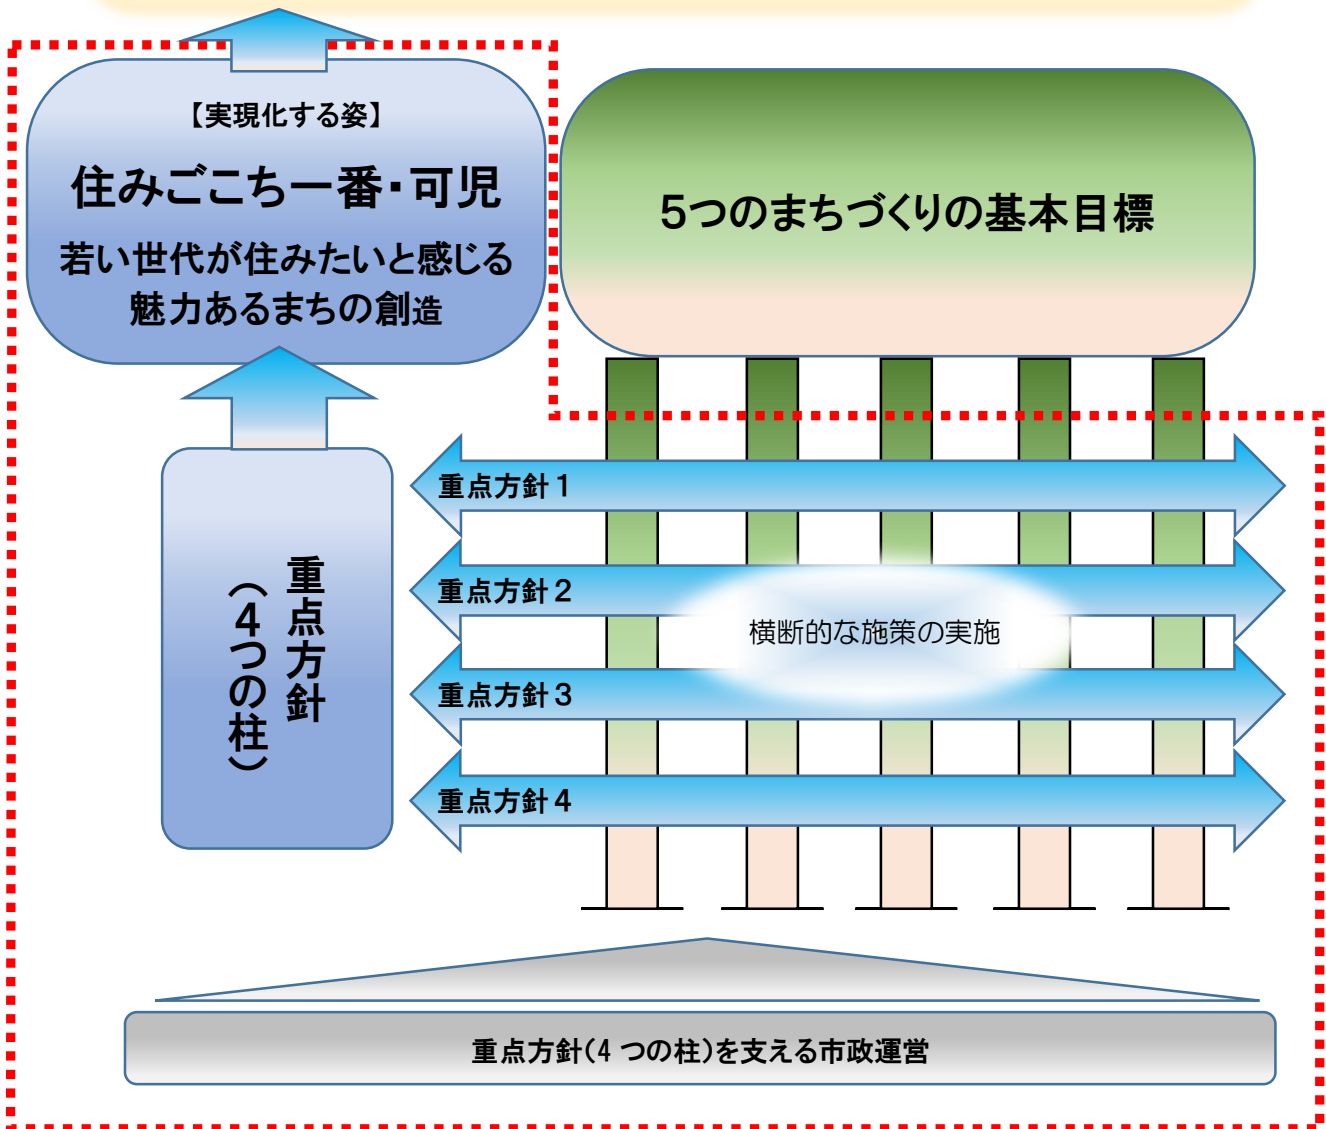 【実現化する姿】
住みごこち一番・可児
若い世代が住みたいと感じる
魅力あるまちの創造
5つのまちづくりの基本目標
重点方針
（4つの柱）
重点方針1
重点方針2
横断的な施策の実施
重点方針3
重点方針4
重点方針(4 つの柱)を支える市政運営